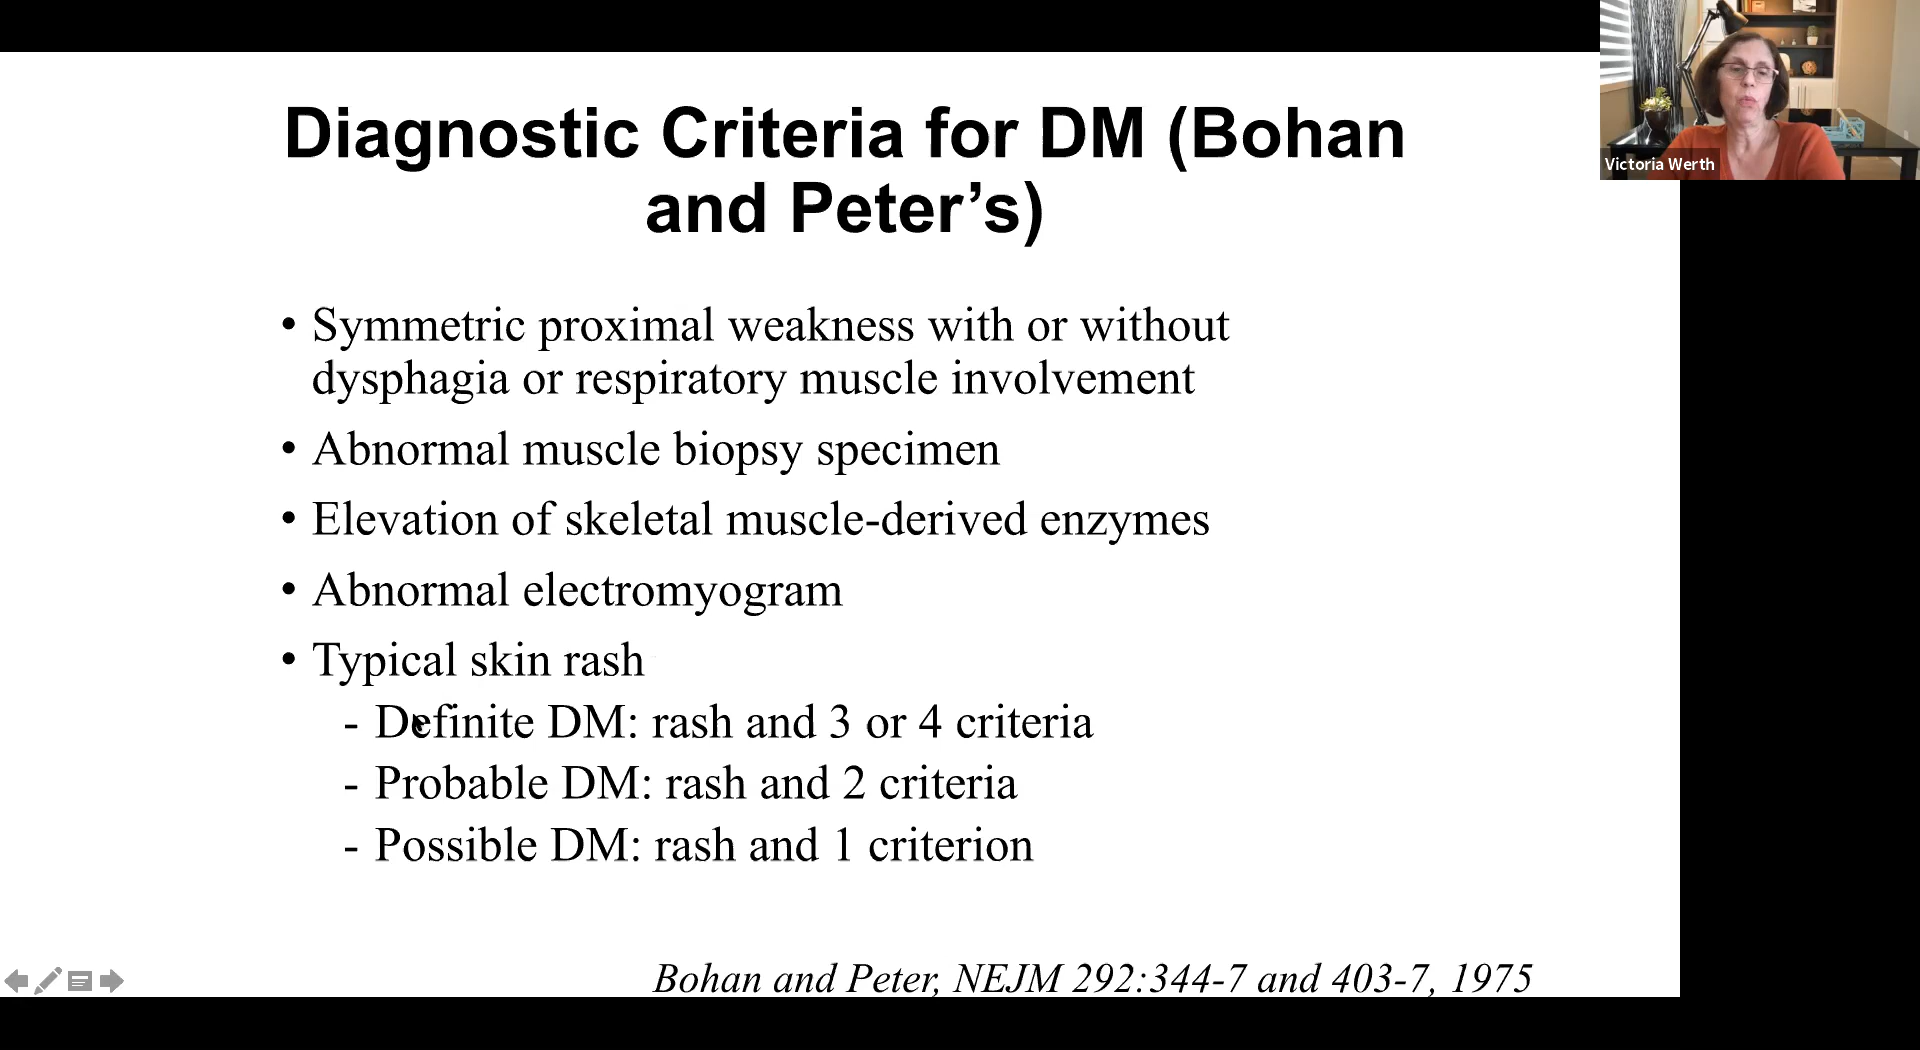 Diagnostic Criteria for DM (Bohan
and Peter’s)
• Symmetric proximal weakness with or without
dysphagia or respiratory muscle involvement
• Abnormal muscle biopsy specimen
• Elevation of skeletal muscle-derived enzymes
• Abnormal electromyogram
• Typical skin rash
- Definite DM: rash and 3 or 4 criteria
- Probable DM: rash and 2 criteria
- Possible DM: rash and 1 criterion
Bohan and Peter, NEJM 292:344-7 and 403-7, 1975
Victoria Werth